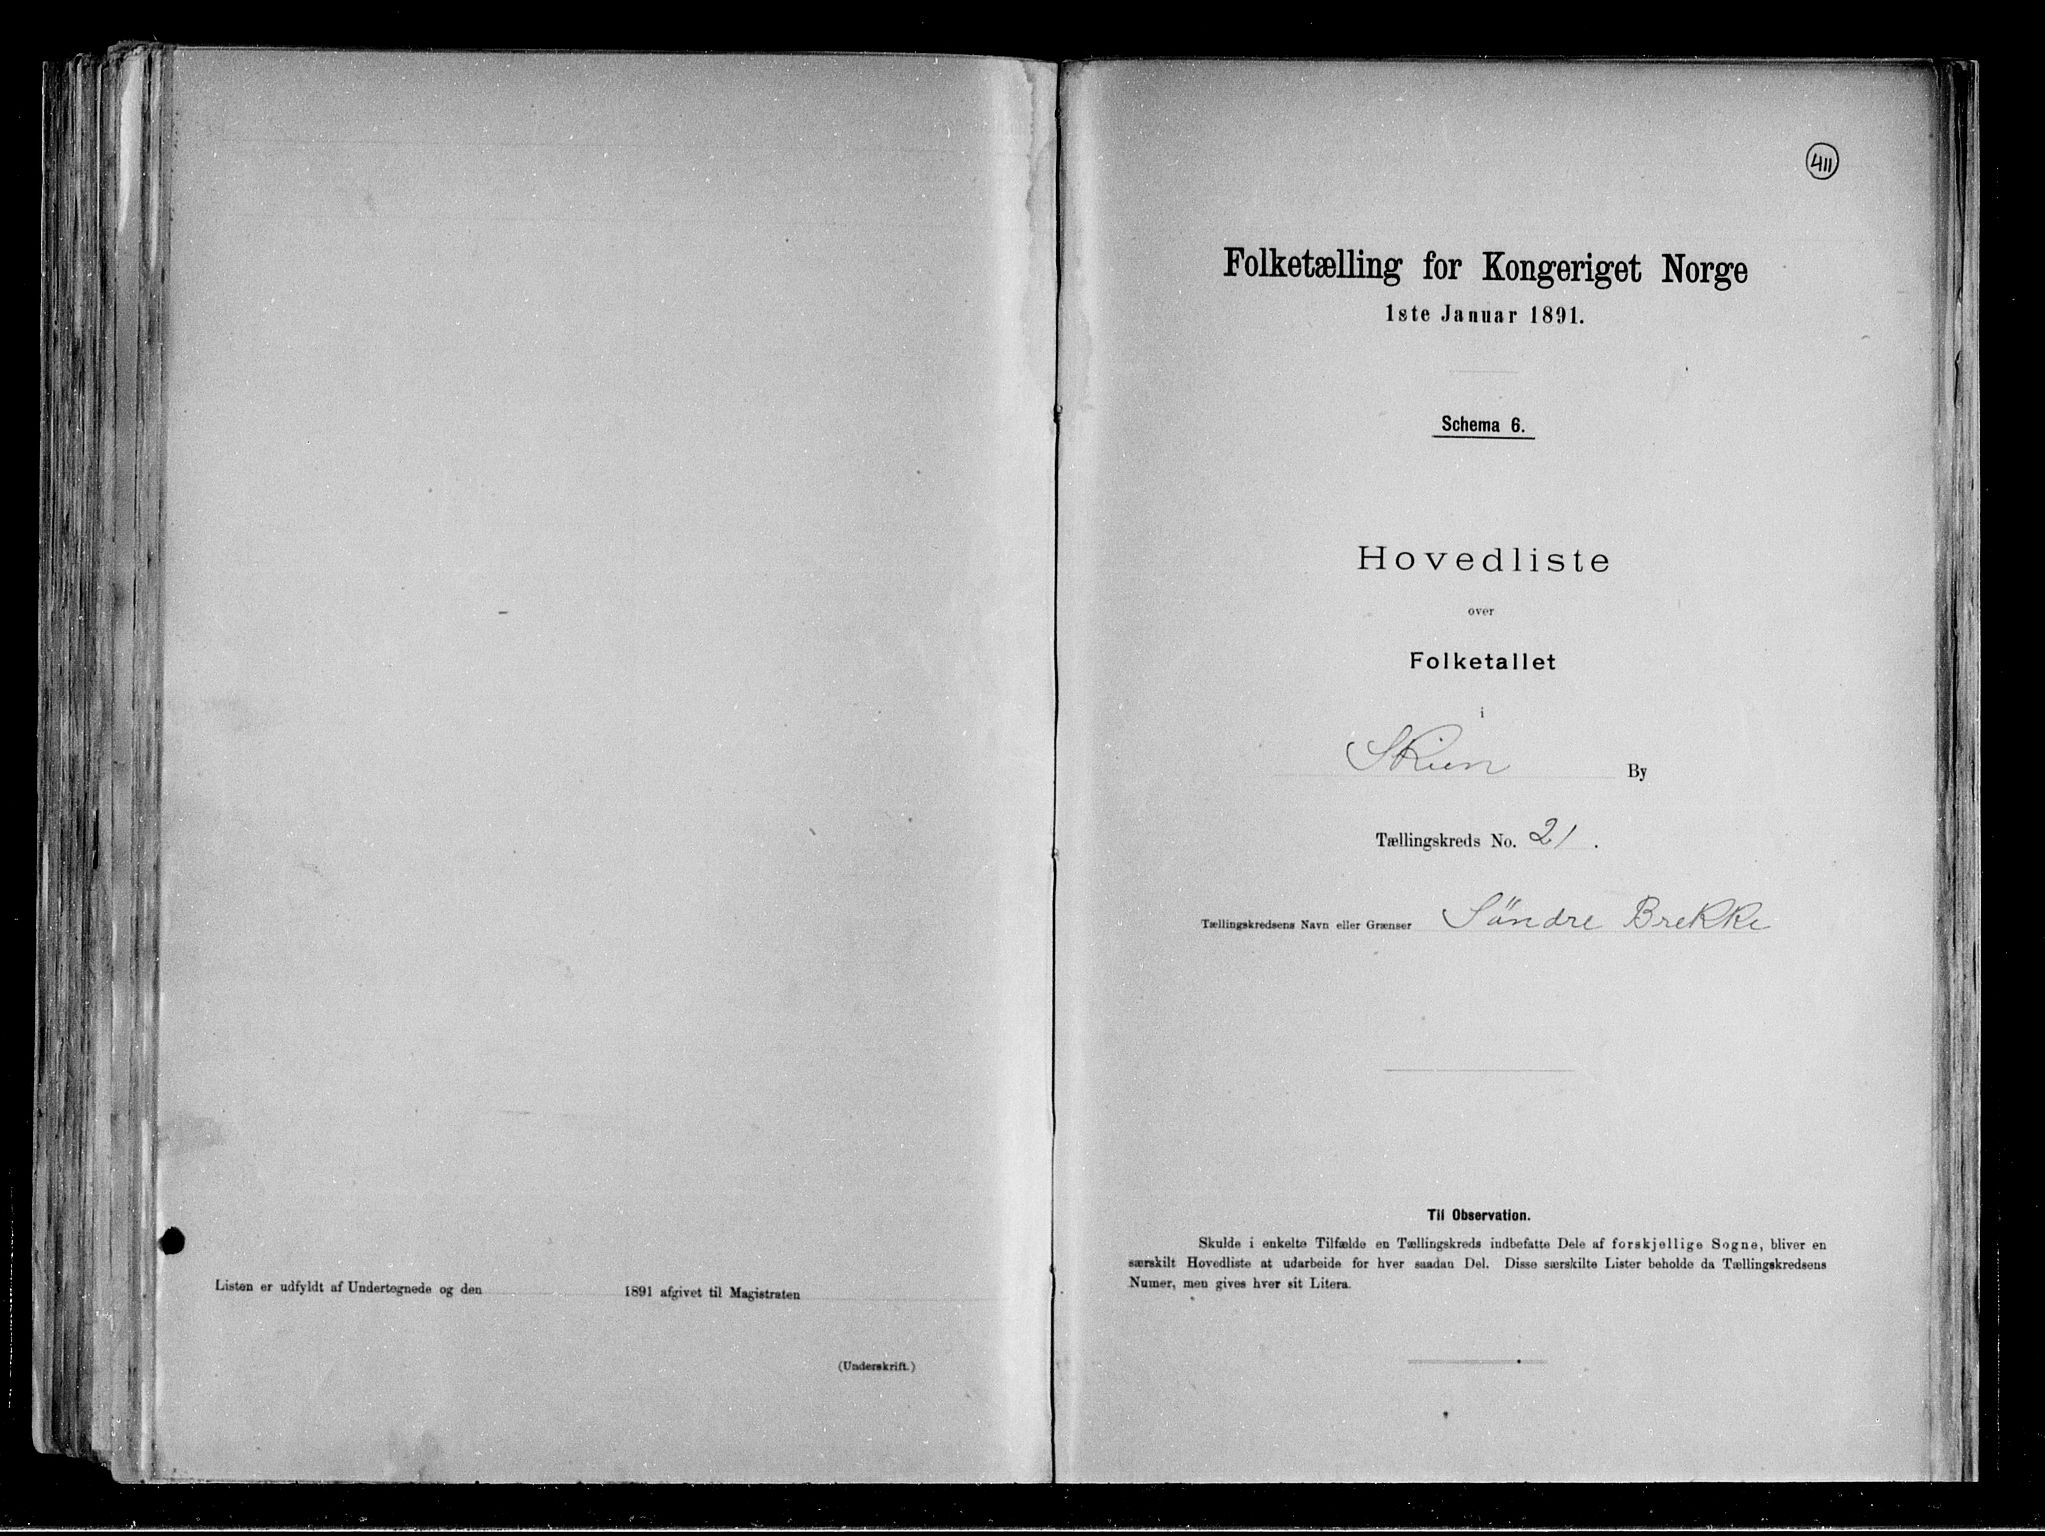 Listen er udfyldt af Undertegnede og den 1891 afgivet til Magistraten
(Underskrift.)
411
Folketælling for Kongeriget Norge
1ste Januar 1891.
Schema 6.
Hovedliste
over
Folketallet
i
Skien By
Tællingskreds No. 21.
Tællingskredsens Navn eller Grænser Söndre Brekke
Til Observation.
Skulde i enkelte Tilfælde en Tællingskreds indbefatte Dele af forskjellige Sogne, bliver en
særskilt Hovedliste at udarbeide for hver saadan Del. Disse særskilte Lister beholde da Tællingskredsens
Numer, men gives hver sit Litera.